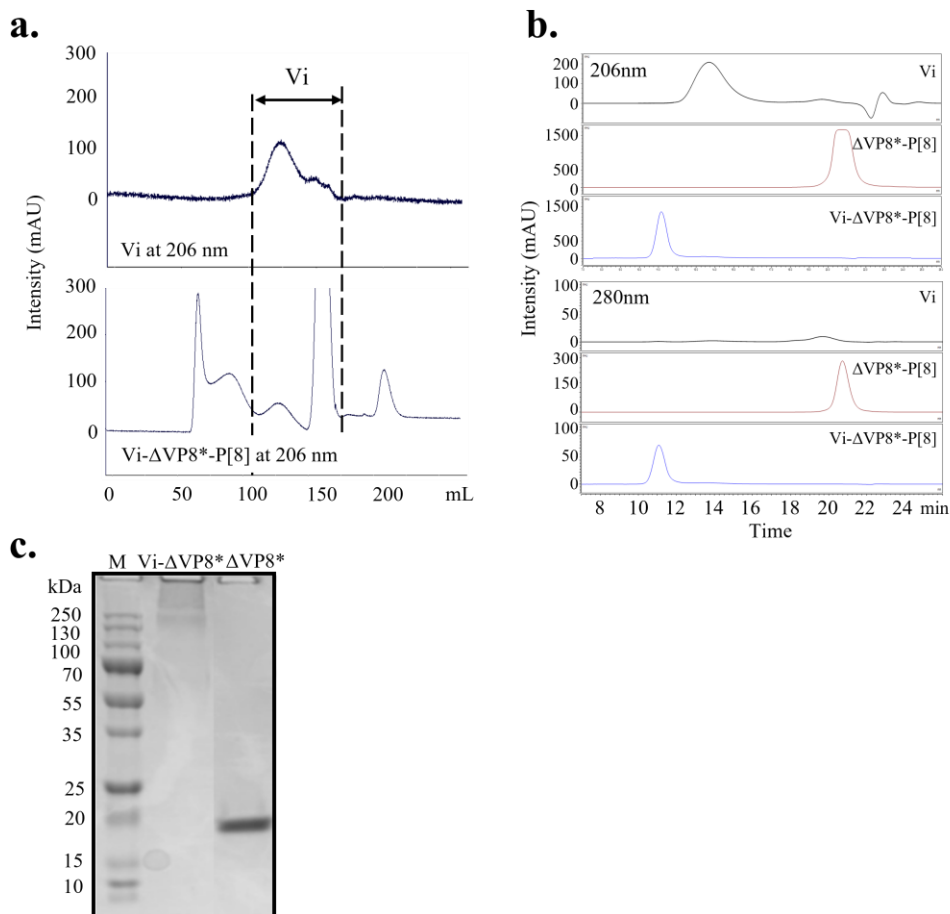 a.
300
200
100
0
Vi
Vi at 206 nm
300
200
100
0
Vi-ΔVP8*-P[8] at 206 nm
0 50 100 150 200 mL
Intensity (mAU)
b.
206nm
Vi
200
100
0
ΔVP8*-P[8]
1500
500
0
Vi-ΔVP8*-P[8]
1500
500
0
280nm
Vi
100
50
0
ΔVP8*-P[8]
300
150
0
Vi-ΔVP8*-P[8]
100
50
0
8 10 12 14 16 18 20 22 24 min
Time
Intensity (mAU)
c.
M Vi-ΔVP8* ΔVP8*
kDa
250
130
100
70
55
35
25
20
15
10